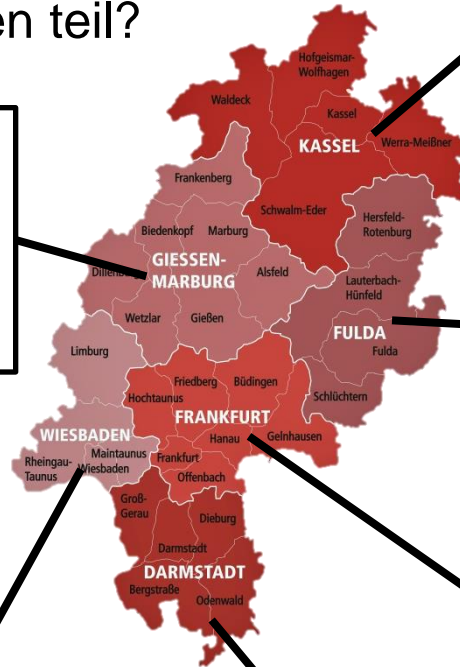 en teil?
Hofgeismar-
Wolfhagen
Waldeck
Kassel
KASSEL
Werra-Meißner
Frankenberg
Schwalm-Eder
Hersfeld-
Rotenburg
Biedenkopf
Marburg
GIESSEN-
MARBURG
Dillenburg
Alsfeld
Lauterbach-
Hünfeld
Wetzlar
Gießen
FULDA
Fulda
Limburg
Friedberg
Büdingen
Hochtaunus
Schlüchtern
FRANKFURT
WIESBADEN
Hanau
Gelnhausen
Maintaunus
Frankfurt
Rheingau-
Taunus
Wiesbaden
Offenbach
Groß-
Gerau
Dieburg
Darmstadt
DARMSTADT
Bergstraße
Odenwald